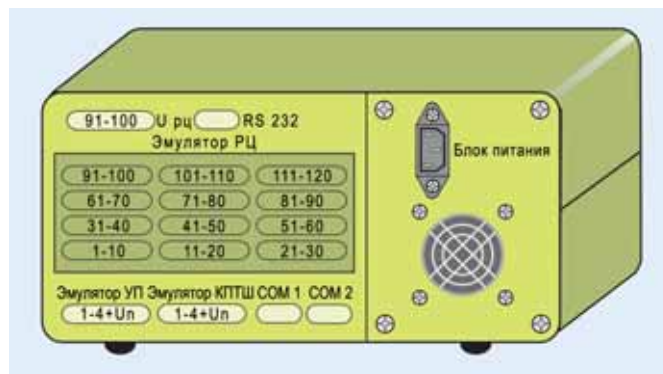 91-100 U рц RS 232
Эмулятор РЦ
Блок питания
91-100 101-110 111-120
61-70 71-80 81-90
31-40 41-50 51-60
1-10 11-20 21-30
Эмулятор УП Эмулятор КПТШ COM 1 COM 2
1-4+Un 1-4+Un